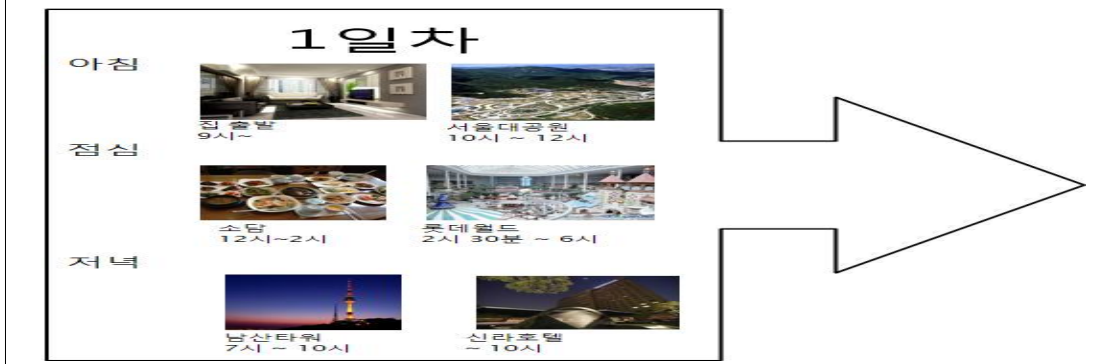 1일차
아침
집 출발
9시~
서울대공원
10시 ~ 12시
점심
소담
12시~2시
롯데월드
2시 30분 ~ 6시
저녁
남산타워
7시 ~ 10시
신라호텔
~ 10시